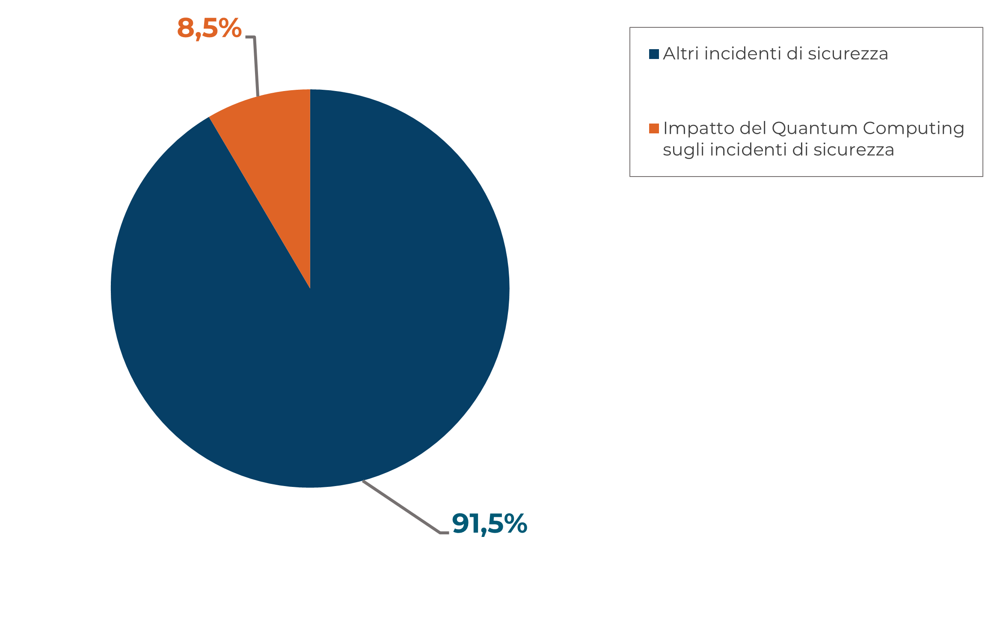 8,5%
Altri incidenti di sicurezza
Impatto del Quantum Computing
sugli incidenti di sicurezza
91,5%